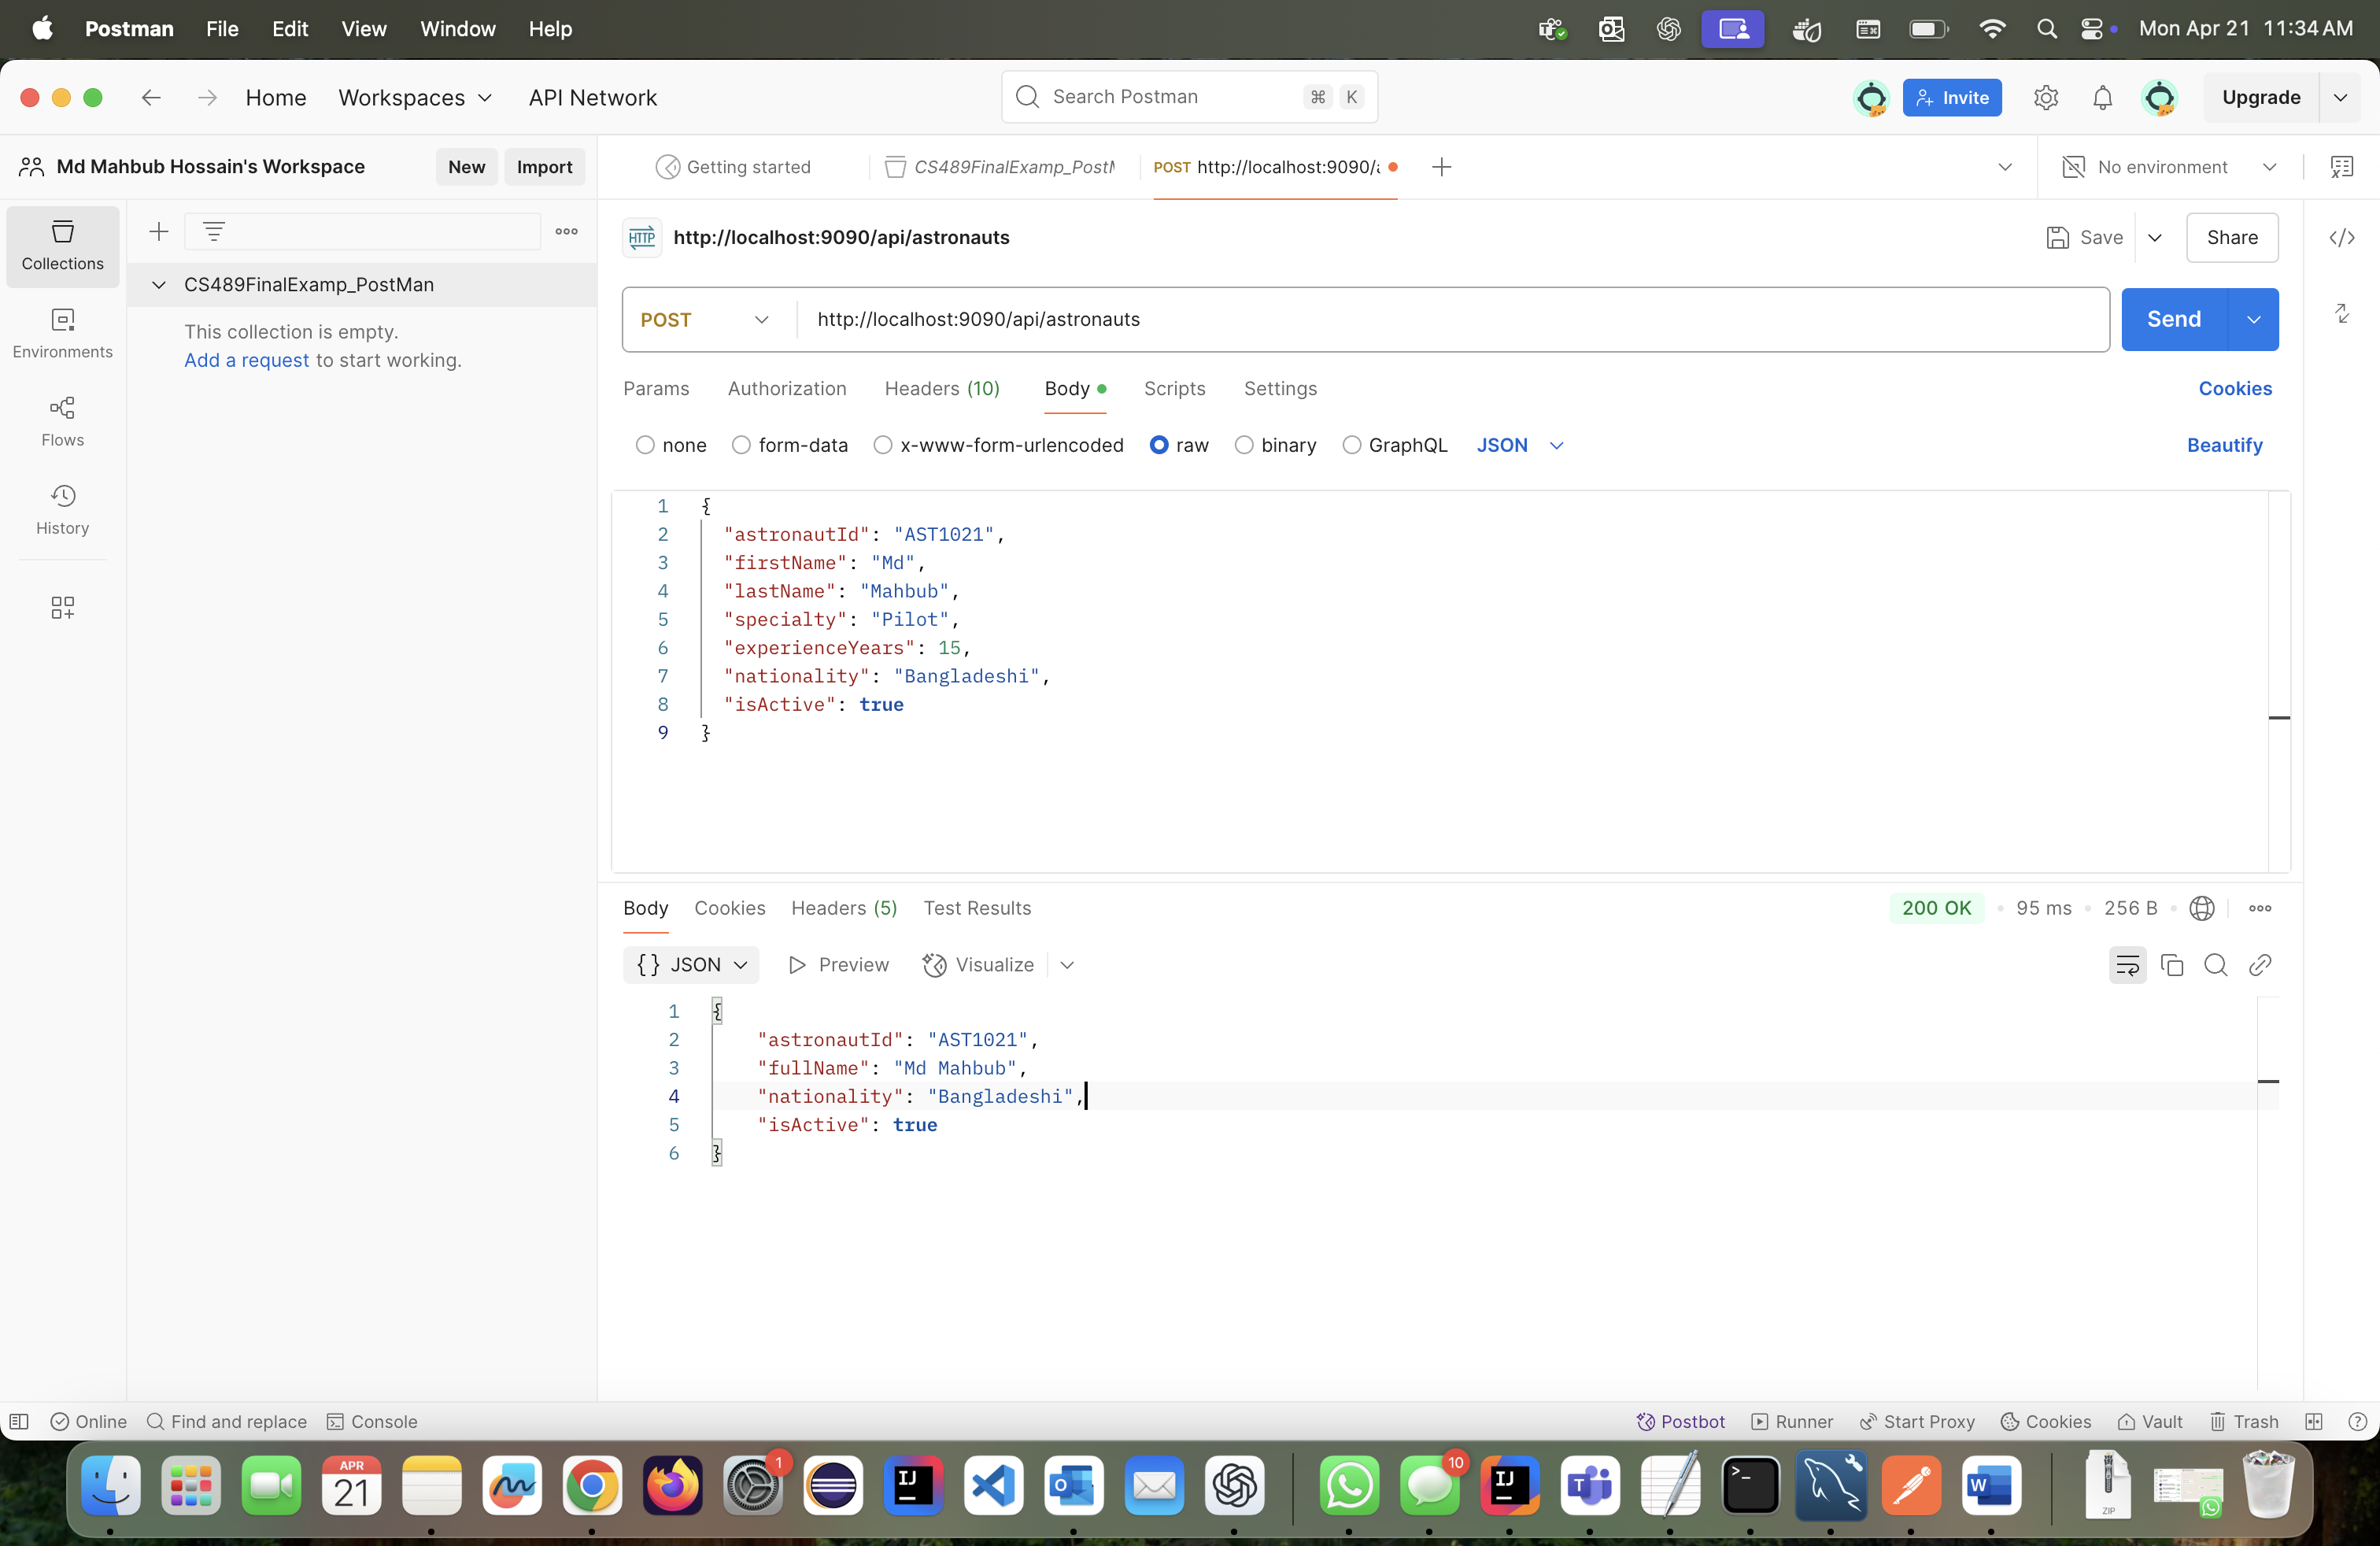 Postman File Edit View Window Help Mon Apr 21 11:34 AM
Home Workspaces API Network Search Postman ⌘ K Invite Upgrade
Md Mahbub Hossain's Workspace New Import Getting started CS489FinalExamp_PostM POST http://localhost:9090/a No environment
Collections
CS489FinalExamp_PostMan
This collection is empty.
Add a request to start working.
Environments
Flows
History
HTTP http://localhost:9090/api/astronauts Save Share
POST http://localhost:9090/api/astronauts Send
Params Authorization Headers (10) Body Scripts Settings Cookies
none form-data x-www-form-urlencoded raw binary GraphQL JSON Beautify
1 {
2 "astronautId": "AST1021",
3 "firstName": "Md",
4 "lastName": "Mahbub",
5 "specialty": "Pilot",
6 "experienceYears": 15,
7 "nationality": "Bangladeshi",
8 "isActive": true
9 }
Body Cookies Headers (5) Test Results 200 OK • 95 ms • 256 B
{} JSON Preview Visualize
1 {
2 "astronautId": "AST1021",
3 "fullName": "Md Mahbub",
4 "nationality": "Bangladeshi",
5 "isActive": true
6 }
Online Find and replace Console Postbot Runner Start Proxy Cookies Vault Trash
APR
21
1
IJ
10
IJ
W
ZIP